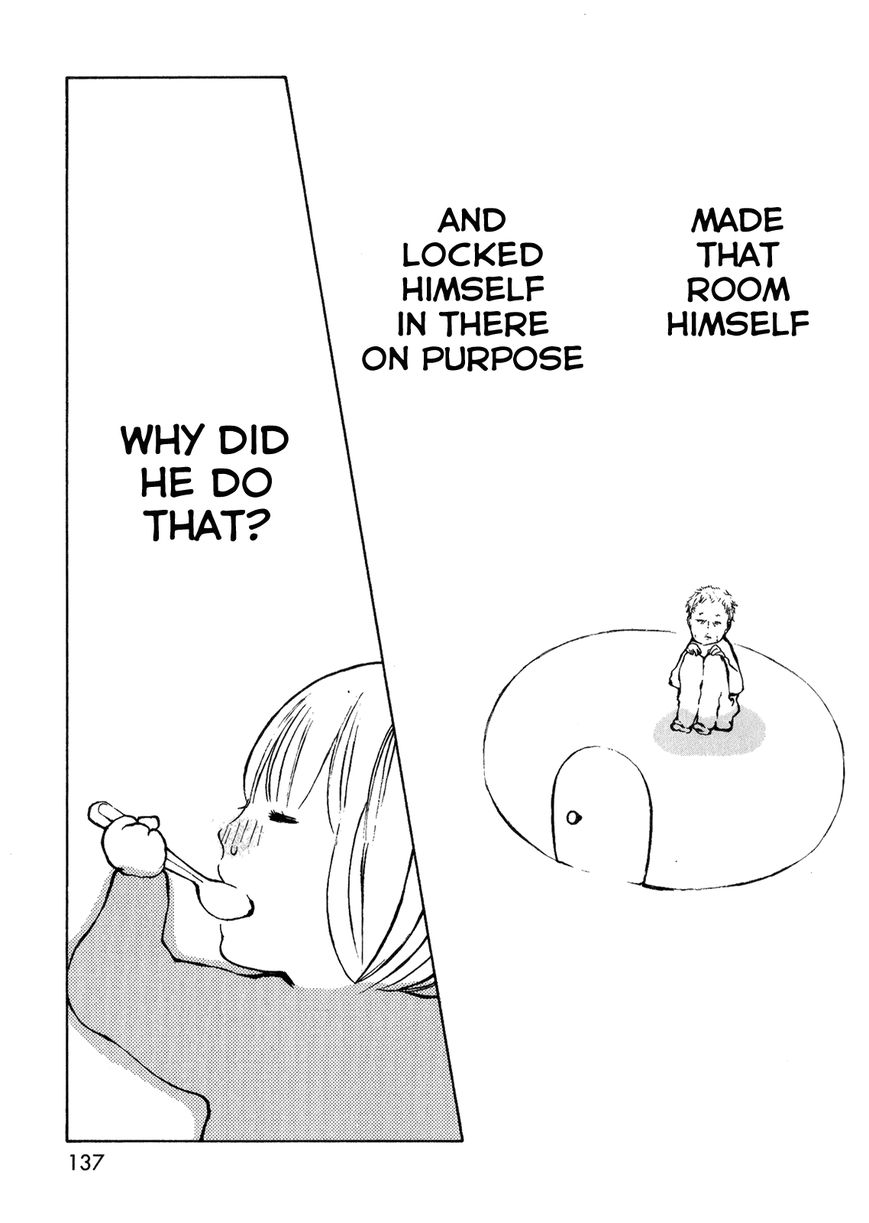 MADE
THAT
ROOM
HIMSELF
AND
LOCKED
HIMSELF
IN THERE
ON PURPOSE
WHY DID
HE DO
THAT?
137